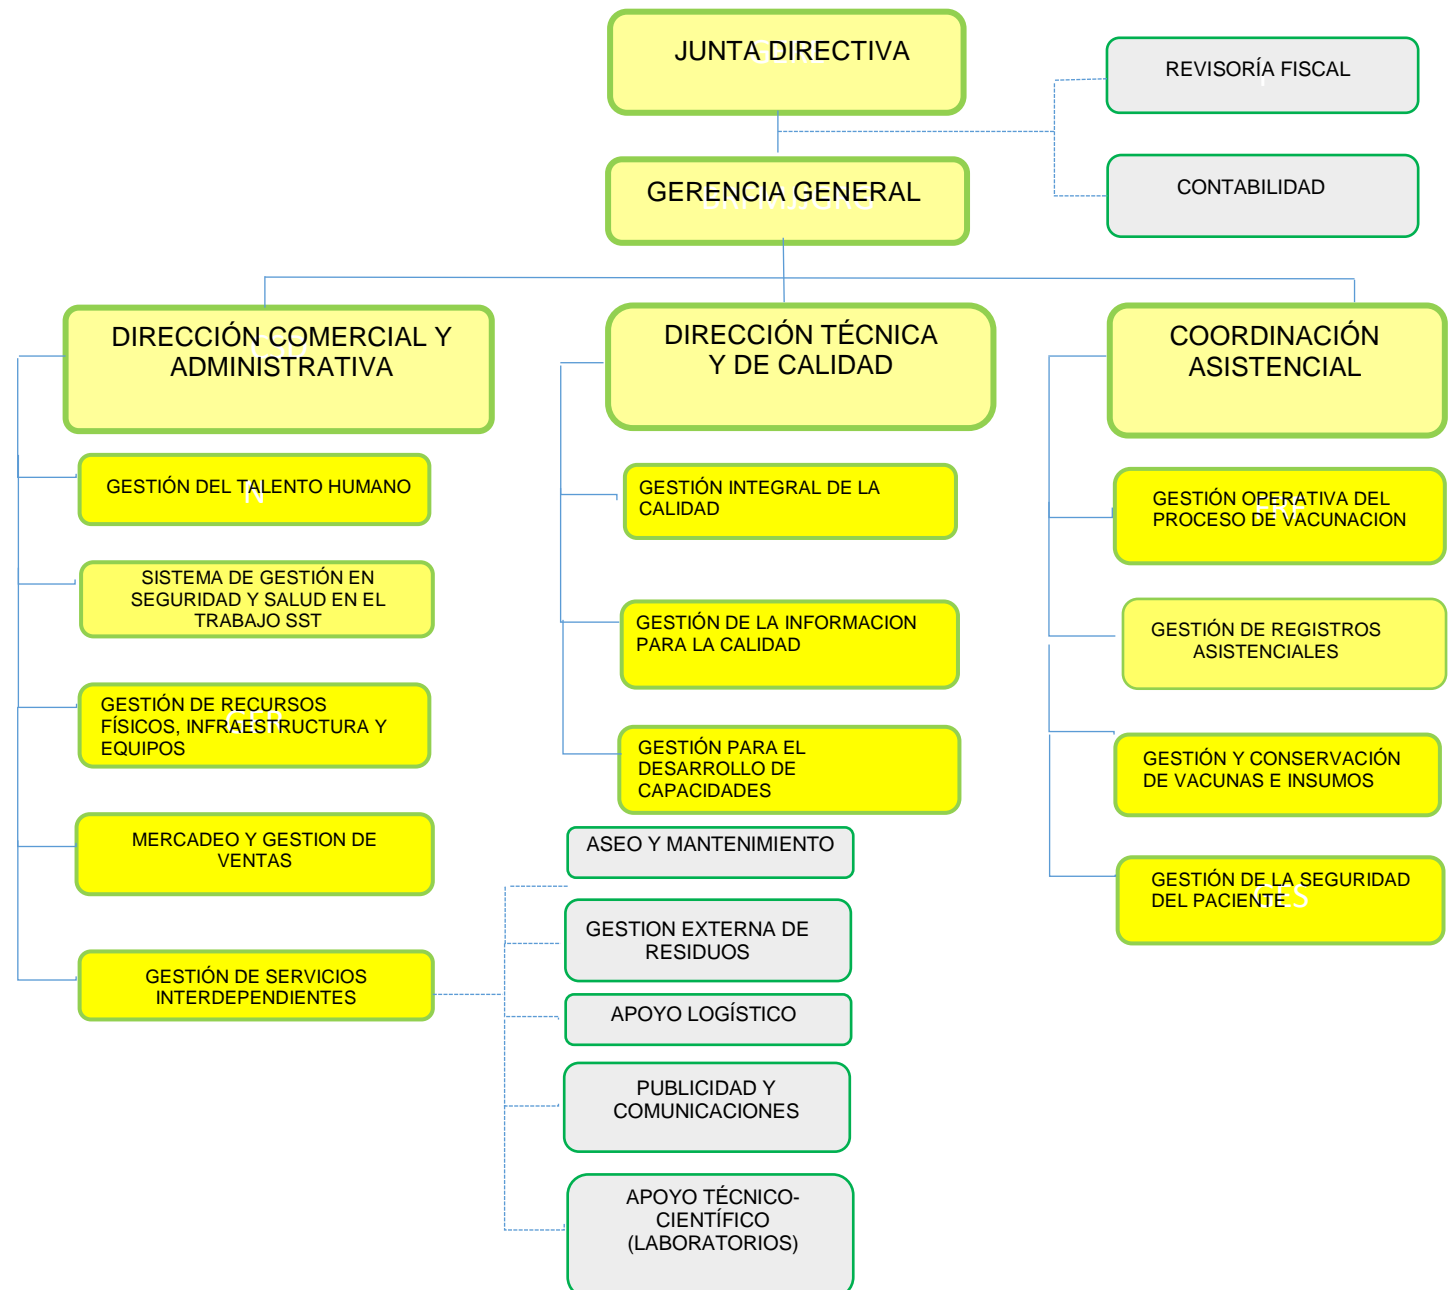 JUNTA DIRECTIVA
REVISORÍA FISCAL
GERENCIA GENERAL
CONTABILIDAD
DIRECCIÓN COMERCIAL Y
ADMINISTRATIVA
GESTIÓN DEL TALENTO HUMANO
SISTEMA DE GESTIÓN EN
SEGURIDAD Y SALUD EN EL
TRABAJO SST
GESTIÓN DE RECURSOS
FÍSICOS, INFRAESTRUCTURA Y
EQUIPOS
MERCADEO Y GESTION DE
VENTAS
GESTIÓN DE SERVICIOS
INTERDEPENDIENTES
ASEO Y MANTENIMIENTO
GESTION EXTERNA DE
RESIDUOS
APOYO LOGÍSTICO
PUBLICIDAD Y
COMUNICACIONES
APOYO TÉCNICO-
CIENTÍFICO
(LABORATORIOS)
DIRECCIÓN TÉCNICA
Y DE CALIDAD
GESTIÓN INTEGRAL DE LA
CALIDAD
GESTIÓN DE LA INFORMACION
PARA LA CALIDAD
GESTIÓN PARA EL
DESARROLLO DE
CAPACIDADES
COORDINACIÓN
ASISTENCIAL
GESTIÓN OPERATIVA DEL
PROCESO DE VACUNACION
GESTIÓN DE REGISTROS
ASISTENCIALES
GESTIÓN Y CONSERVACIÓN
DE VACUNAS E INSUMOS
GESTIÓN DE LA SEGURIDAD
DEL PACIENTE